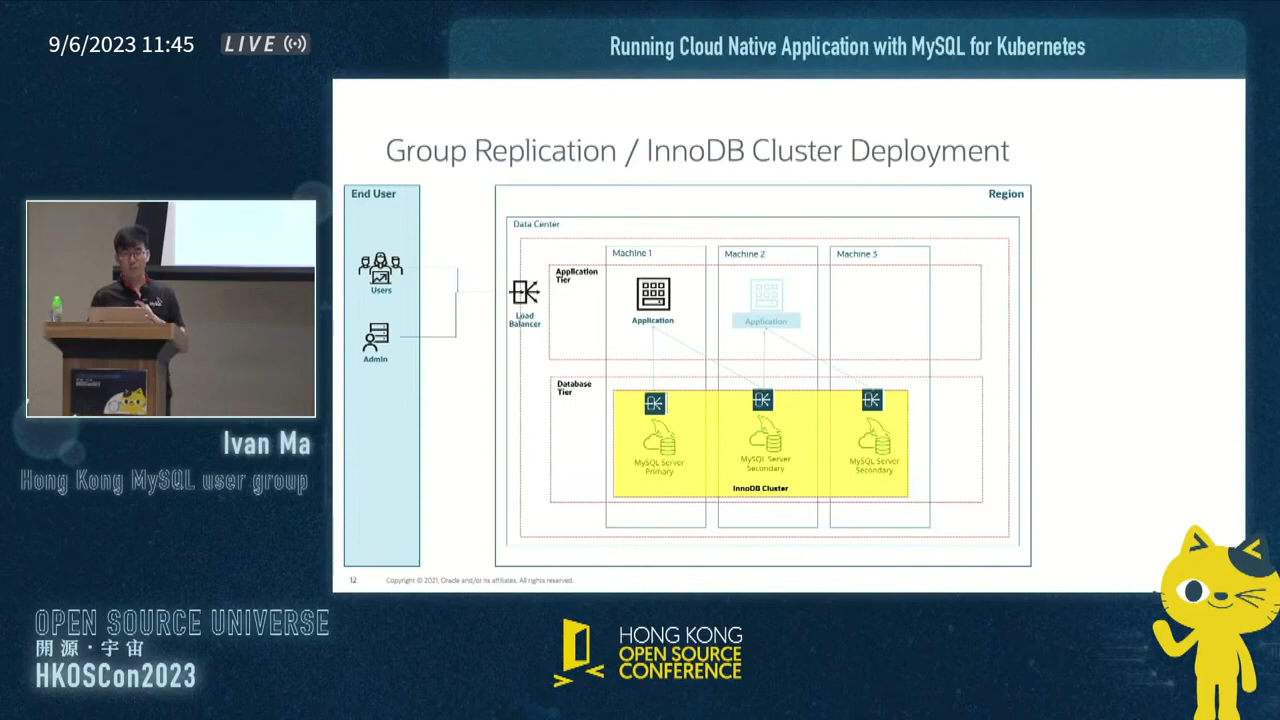 9/6/2023 11:45
LIVE
Running Cloud Native Application with MySQL for Kubernetes
Group Replication / InnoDB Cluster Deployment
End User
Users
Admin
Region
Data Center
Load
Balancer
Machine 1
Machine 2
Machine 3
Application
Tier
Application
Application
Database
Tier
MySQL Server
Primary
MySQL Server
Secondary
MySQL Server
Secondary
InnoDB Cluster
12
Copyright © 2021, Oracle and/or its affiliates. All rights reserved.
Ivan Ma
Hong Kong MySQL user group
OPEN SOURCE UNIVERSE
開源·宇宙
HKOSCon2023
HONG KONG
OPEN SOURCE
CONFERENCE